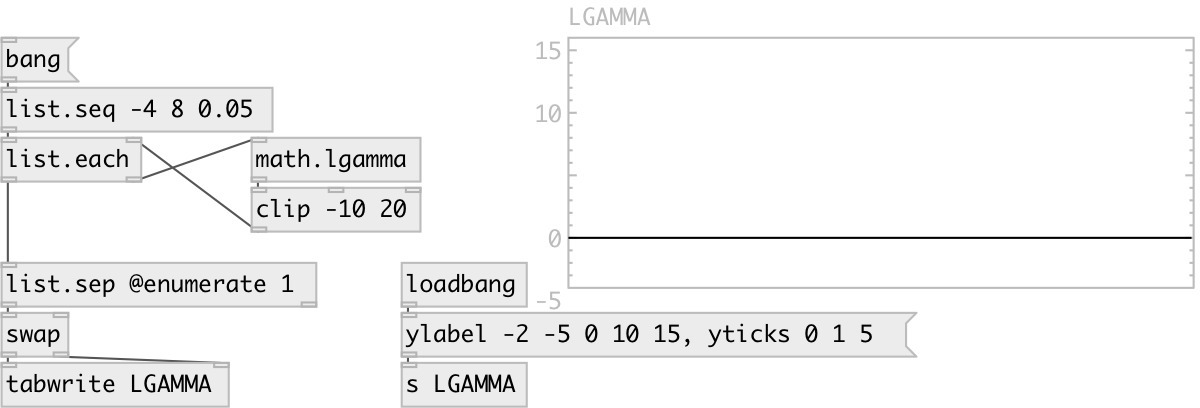 LGAMMA
15
10
0
-5
bang
list.seq -4 8 0.05
list.each
math.lgamma
clip -10 20
list.sep @enumerate 1
loadbang
swap
ylabel -2 -5 0 10 15, yticks 0 1 5
tabwrite LGAMMA
s LGAMMA